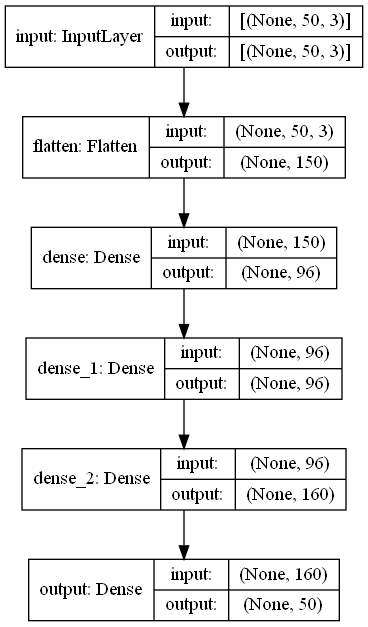 input: InputLayer
input:
[(None, 50, 3)]
output:
[(None, 50, 3)]
flatten: Flatten
input:
(None, 50, 3)
output:
(None, 150)
dense: Dense
input:
(None, 150)
output:
(None, 96)
dense_1: Dense
input:
(None, 96)
output:
(None, 96)
dense_2: Dense
input:
(None, 96)
output:
(None, 160)
output: Dense
input:
(None, 160)
output:
(None, 50)